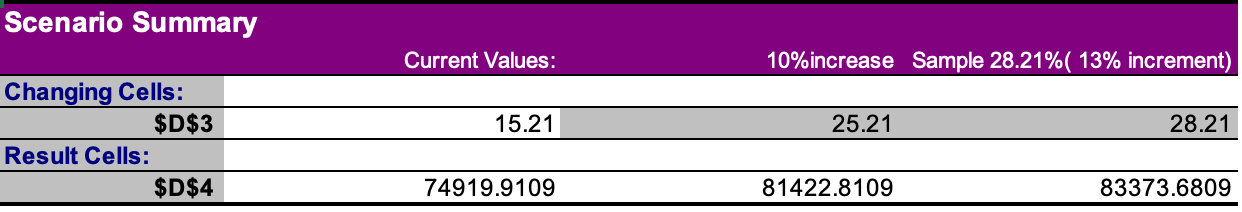 Scenario Summary
Current Values: 10%increase Sample 28.21%( 13% increment)
Changing Cells:
$D$3 15.21 25.21 28.21
Result Cells:
$D$4 74919.9109 81422.8109 83373.6809